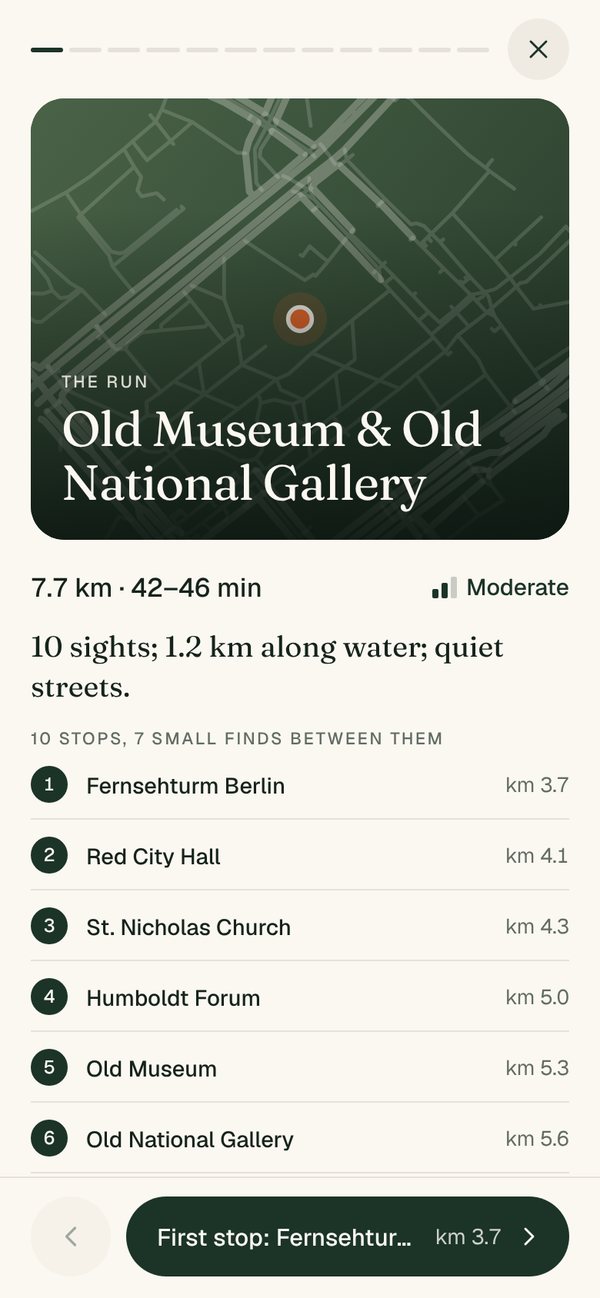 THE RUN
Old Museum & Old
National Gallery
7.7 km · 42–46 min
Moderate
10 sights; 1.2 km along water; quiet
streets.
10 STOPS, 7 SMALL FINDS BETWEEN THEM
1 Fernsehturm Berlin km 3.7
2 Red City Hall km 4.1
3 St. Nicholas Church km 4.3
4 Humboldt Forum km 5.0
5 Old Museum km 5.3
6 Old National Gallery km 5.6
First stop: Fernsehtur... km 3.7